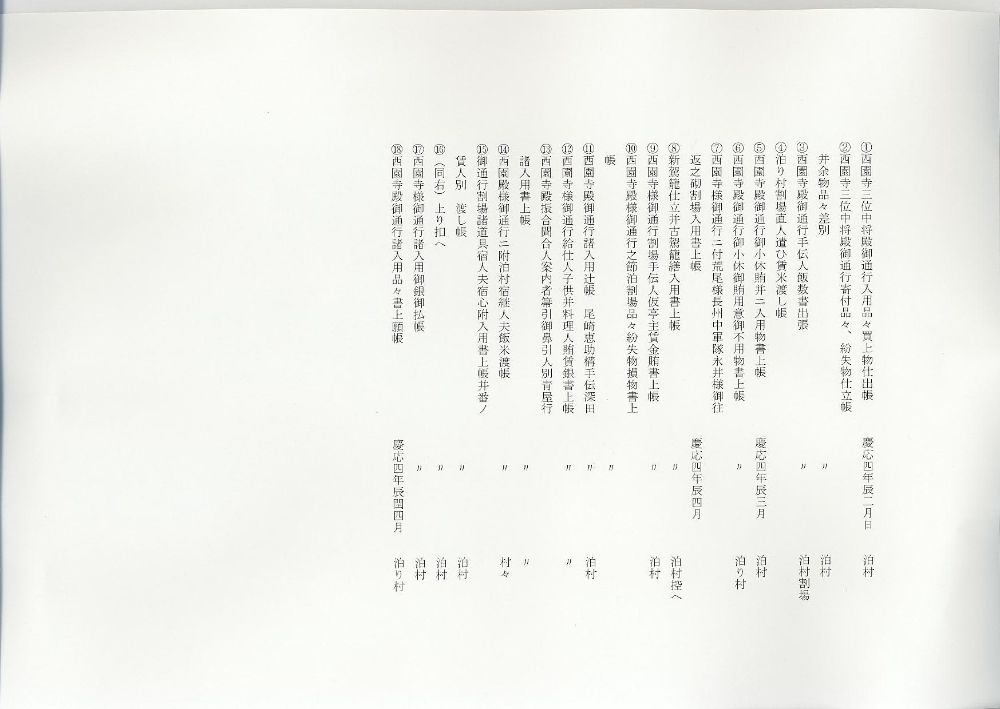 ①西園寺三位中将殿御通行入用品々買上物仕出帳　慶応四年辰二月日　泊村
②西園寺三位中将殿御通行寄付品々、紛失物仕立帳
并余物品々差別　〃　泊村
③西園寺殿御通行手伝人飯数書出張　〃　泊村割場
④泊り村割場直人遣ひ賃米渡し帳
⑤西園寺殿御通行御小休賄并ニ入用物書上帳　慶応四年辰三月　泊村
⑥西園寺殿御通行御小休御賄用意御不用物書上帳　〃　泊り村
⑦西園寺様御通行ニ付荒尾様長州中軍隊永井様御往
返之砌割場入用書上帳　慶応四年辰四月
⑧新駕籠仕立并古駕籠繕入用書上帳　〃　泊村控へ
⑨西園寺様御通行割場手伝人仮亭主賃金賄書上帳　〃　泊村
⑩西園寺殿様御通行之節泊割場品々紛失物損物書上
帳　〃
⑪西園寺殿御通行諸入用辻帳　尾崎恵助構手伝深田　〃　泊村
⑫西園寺様御通行給仕人子供并料理人賄賃銀書上帳　〃　〃
⑬西園寺殿振合聞合人案内者箒引御鼻引人別青屋行
諸入用書上帳　〃　〃
⑭西園殿様御通行ニ附泊村宿継人夫飯米渡帳　〃　村々
⑮御通行割場諸道具宿人夫宿心附入用書上帳并番ノ
賃人別　渡し帳　〃　泊村
⑯（同右）上り扣へ　〃　泊村
⑰西園寺様御通行諸入用御銀御払帳　〃　泊村
⑱西園寺殿御通行諸入用品々書上願帳　慶応四年辰閏四月　泊り村